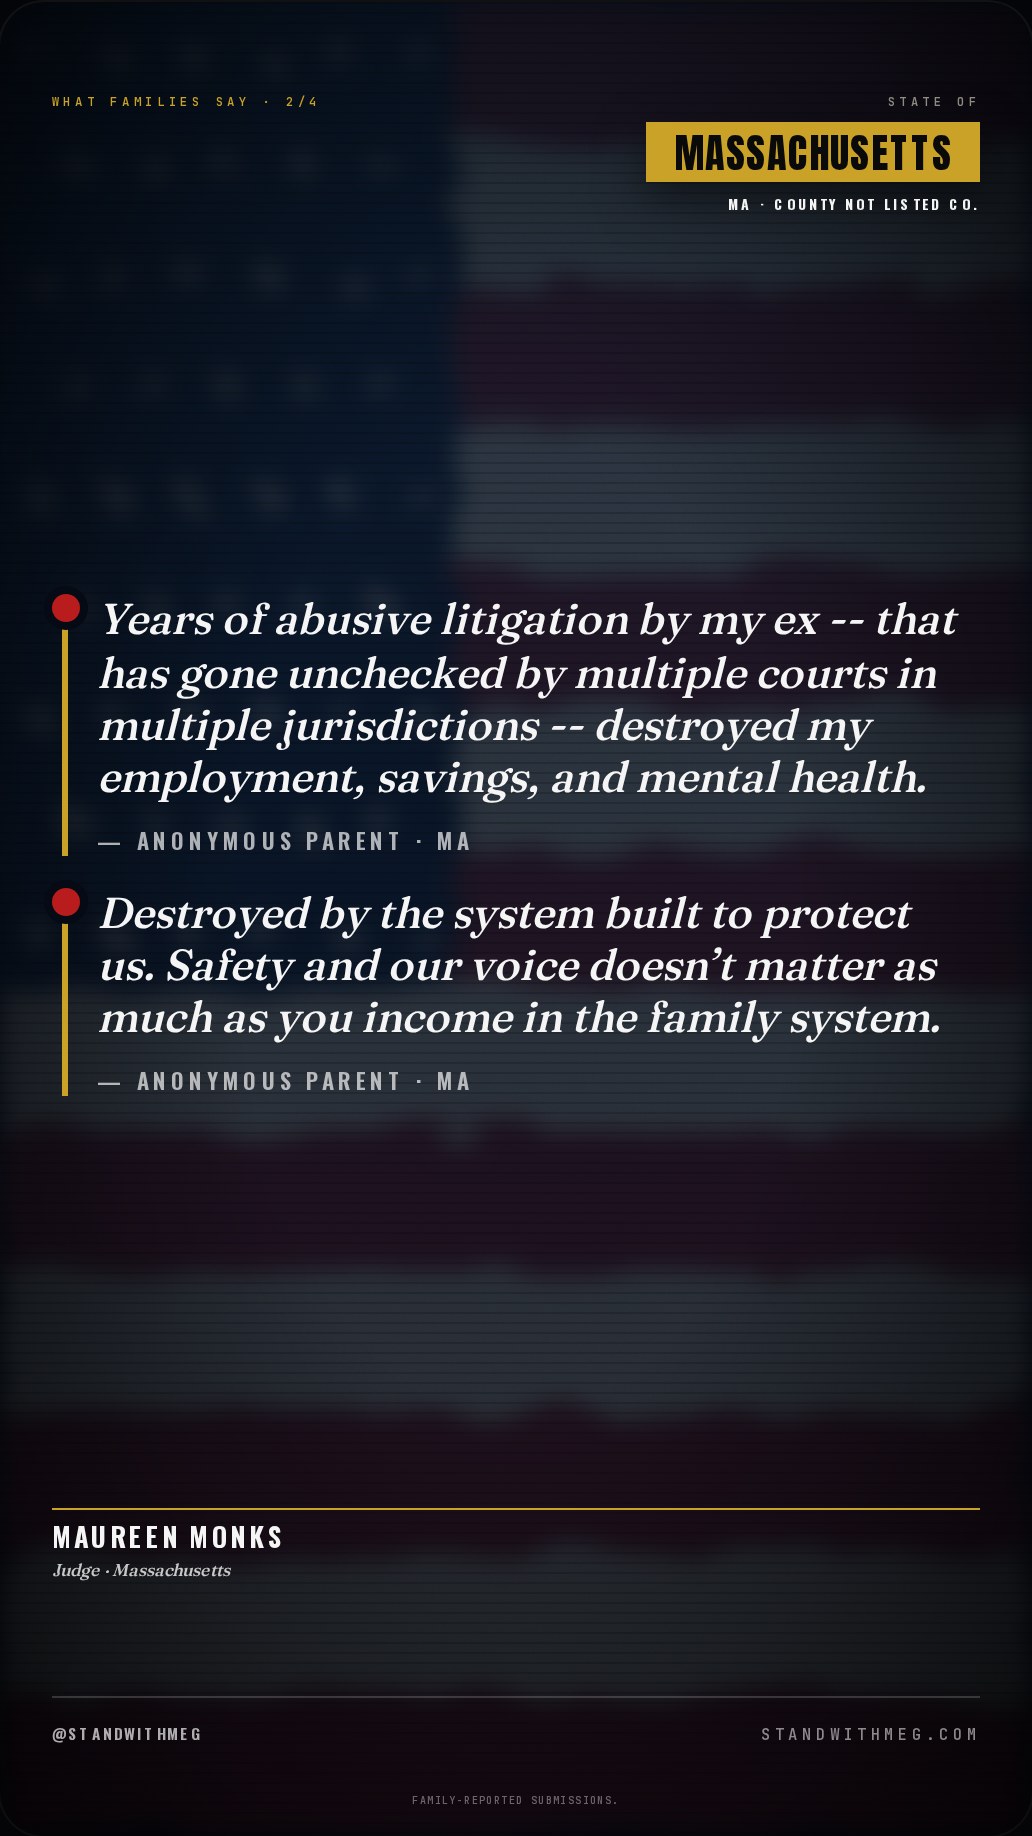 WHAT FAMILIES SAY · 2/4
STATE OF
MASSACHUSETTS
MA · COUNTY NOT LISTED CO.
Years of abusive litigation by my ex -- that
has gone unchecked by multiple courts in
multiple jurisdictions -- destroyed my
employment, savings, and mental health.
— ANONYMOUS PARENT · MA
Destroyed by the system built to protect
us. Safety and our voice doesn’t matter as
much as you income in the family system.
— ANONYMOUS PARENT · MA
MAUREEN MONKS
Judge · Massachusetts
@STANDWITHMEG
STANDWITHMEG.COM
FAMILY-REPORTED SUBMISSIONS.